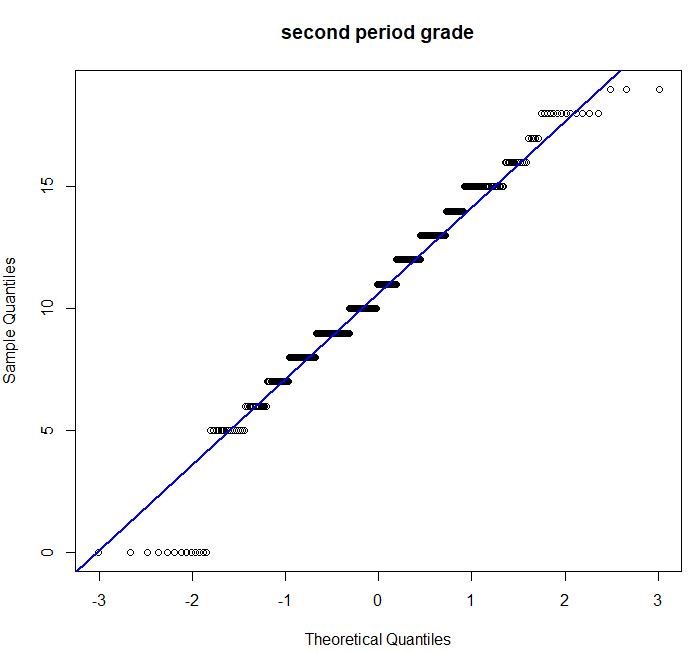 second period grade
Sample Quantiles
15
10
5
0
-3 -2 -1 0 1 2 3
Theoretical Quantiles